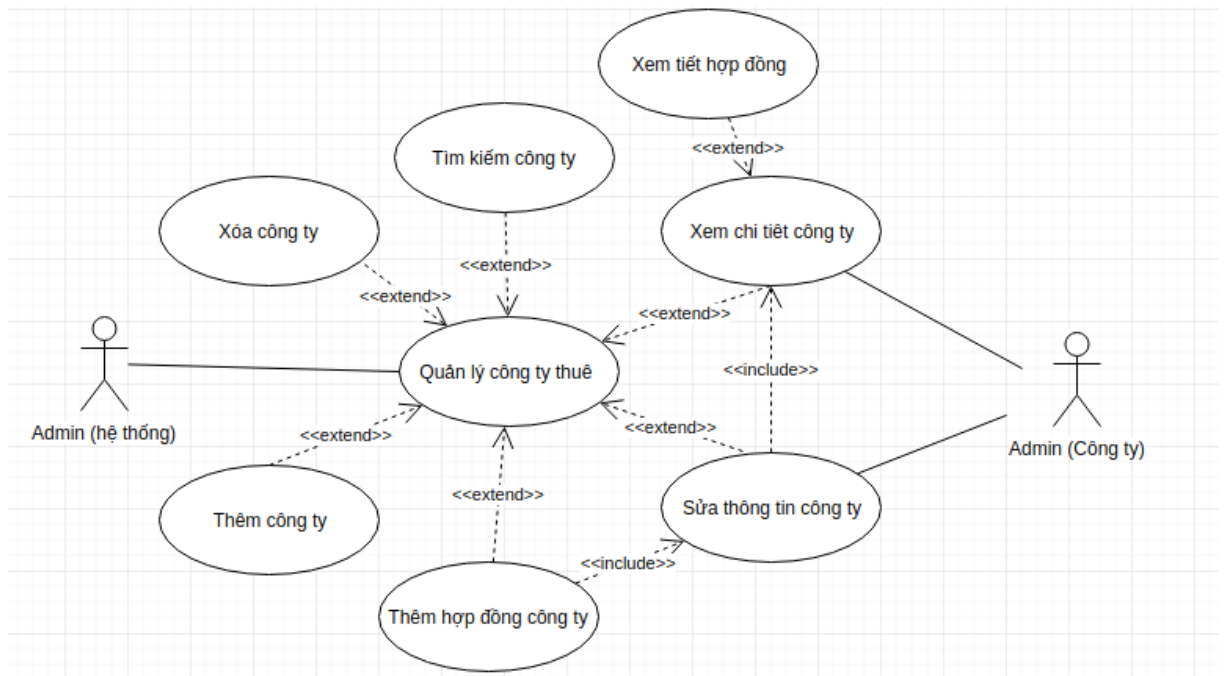 Xem tiết hợp đồng
<<extend>>
Tìm kiếm công ty
Xóa công ty
Xem chi tiêt công ty
<<extend>>
<<extend>>
<<extend>>
Quản lý công ty thuê
<<include>>
Admin (hệ thống)
Admin (Công ty)
<<extend>>
<<extend>>
<<extend>>
Thêm công ty
Sửa thông tin công ty
<<include>>
Thêm hợp đồng công ty